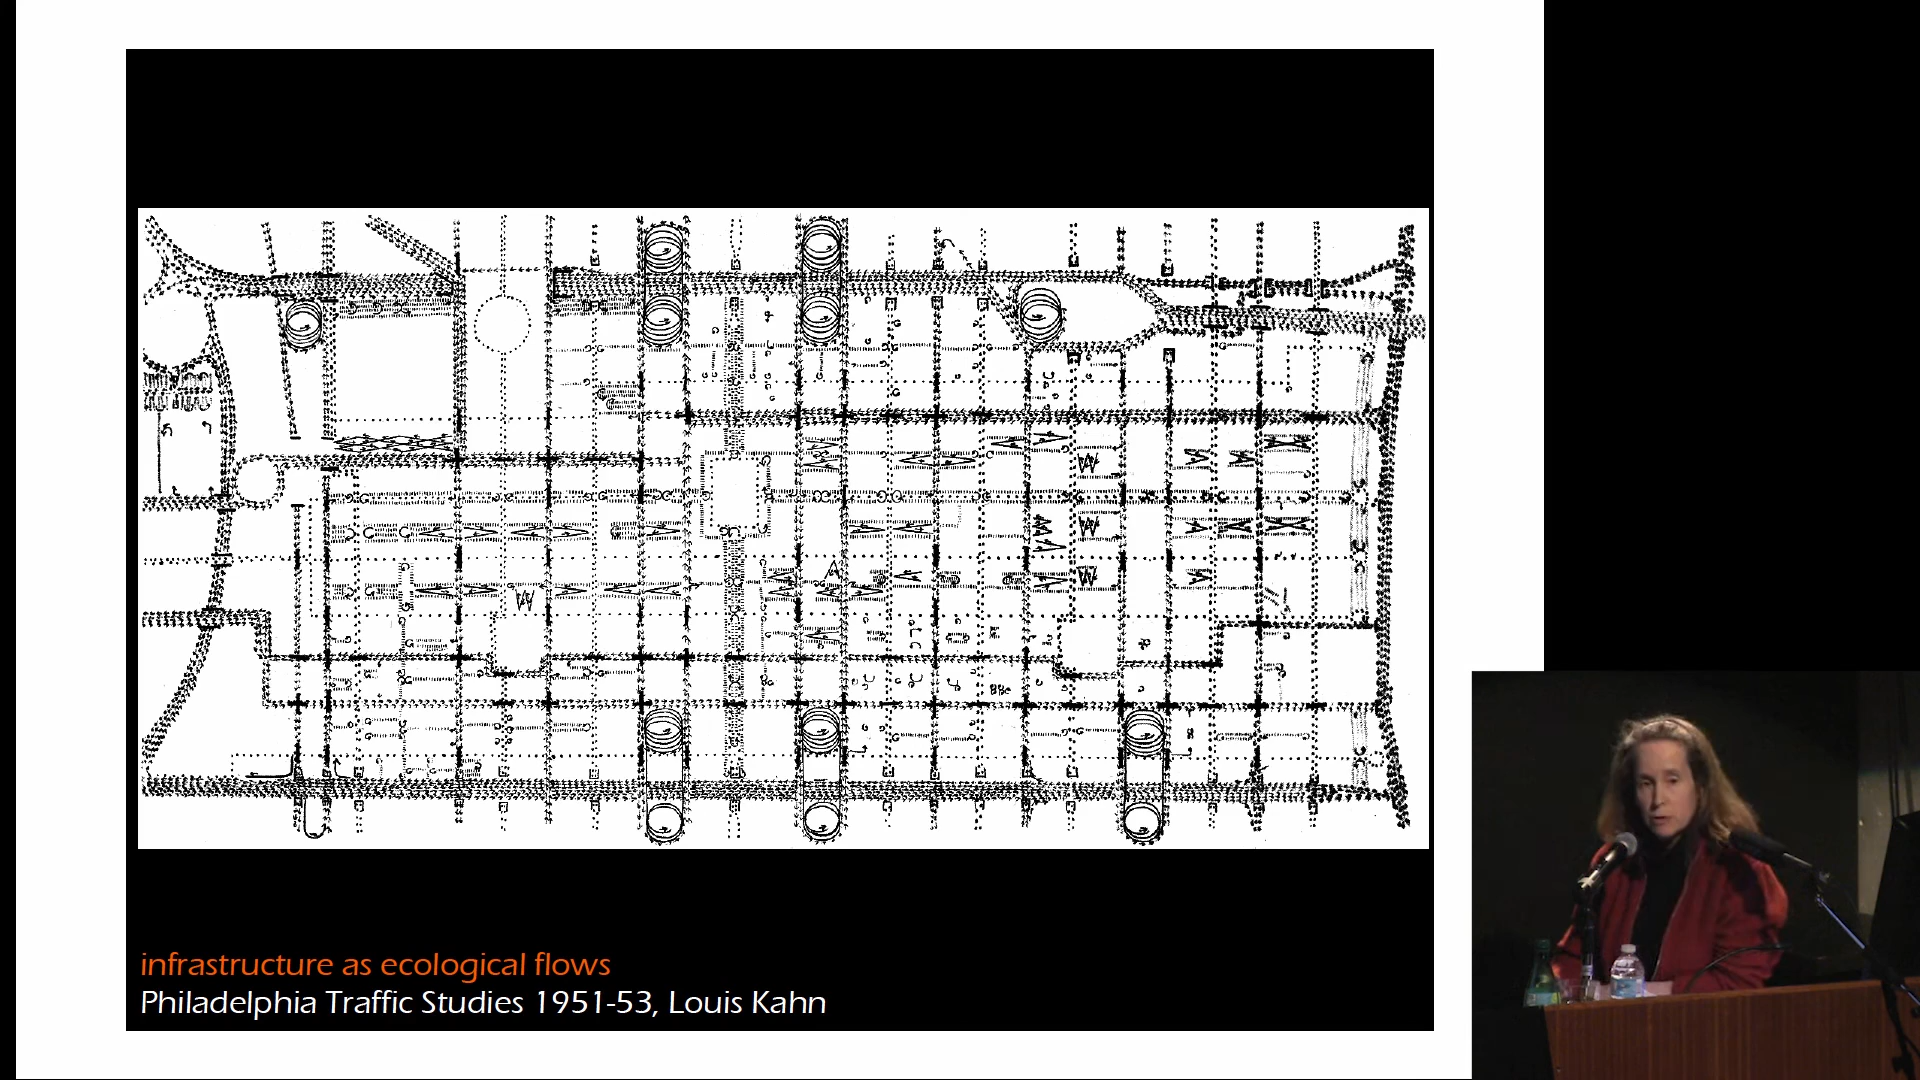 infrastructure as ecological flows
Philadelphia Traffic Studies 1951-53, Louis Kahn